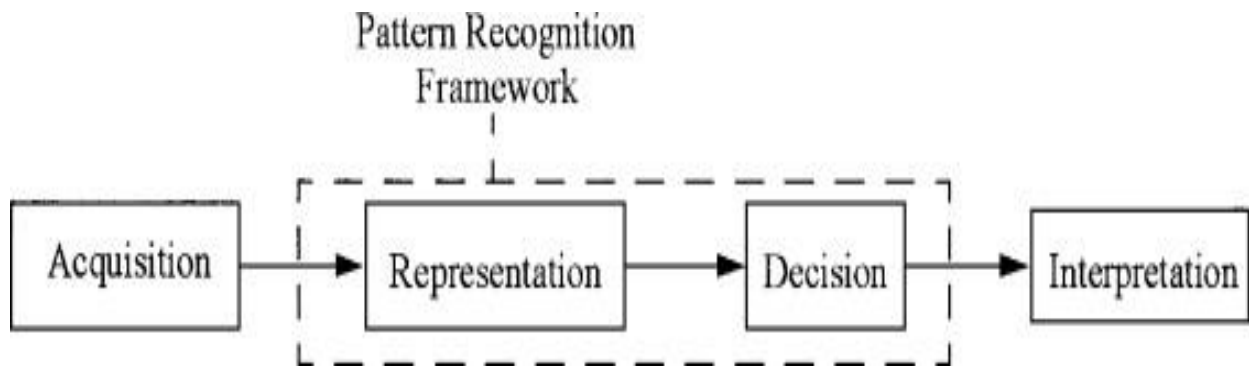 Pattern Recognition
Framework
Acquisition
Representation
Decision
Interpretation